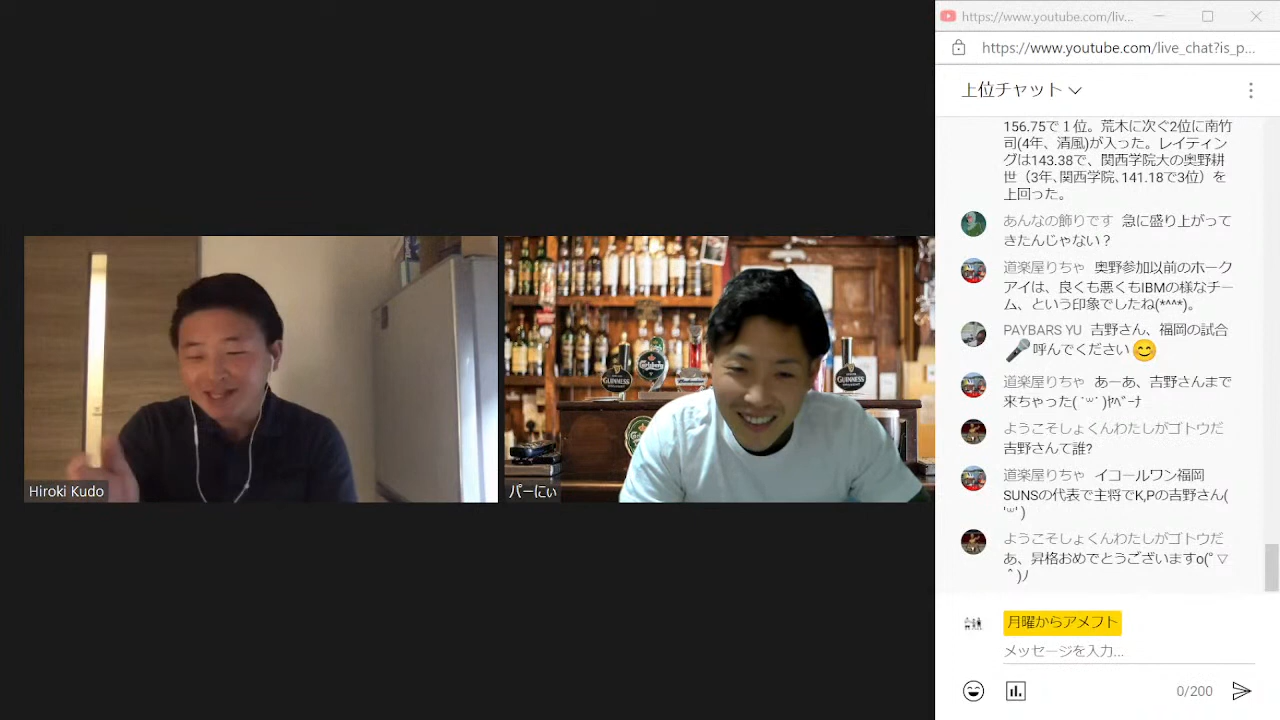 https://www.youtube.com/liv...
https://www.youtube.com/live_chat?is_p...
上位チャット
156.75で１位。荒木に次ぐ2位に南竹
司(4年、清風)が入った。レイティン
グは143.38で、関西学院大の奥野耕
世（3年､関西学院､141.18で3位）を
上回った。
あんなの飾りです 急に盛り上がって
きたんじゃない？
道楽屋りちゃ 奥野参加以前のホーク
アイは、良くも悪くもIBMの様なチー
ム、という印象でしたね(*^^*)。
PAYBARS YU 吉野さん、福岡の試合
🎤呼んでください😊
道楽屋りちゃ あーあ、吉野さんまで
来ちゃった( ˙꒳˙ )ﾔﾍﾞｰﾅ
ようこそしょくんわたしがゴトウだ
吉野さんて誰?
道楽屋りちゃ イコールワン福岡
SUNSの代表で主将でK,Pの吉野さん(
'꒳' )
ようこそしょくんわたしがゴトウだ
あ、昇格おめでとうございますo(ﾟ▽
＾)ﾉ
Hiroki Kudo
パーにぃ
GUINNESS
Carlsberg
GUINNESS
月曜からアメフト
メッセージを入力...
0/200